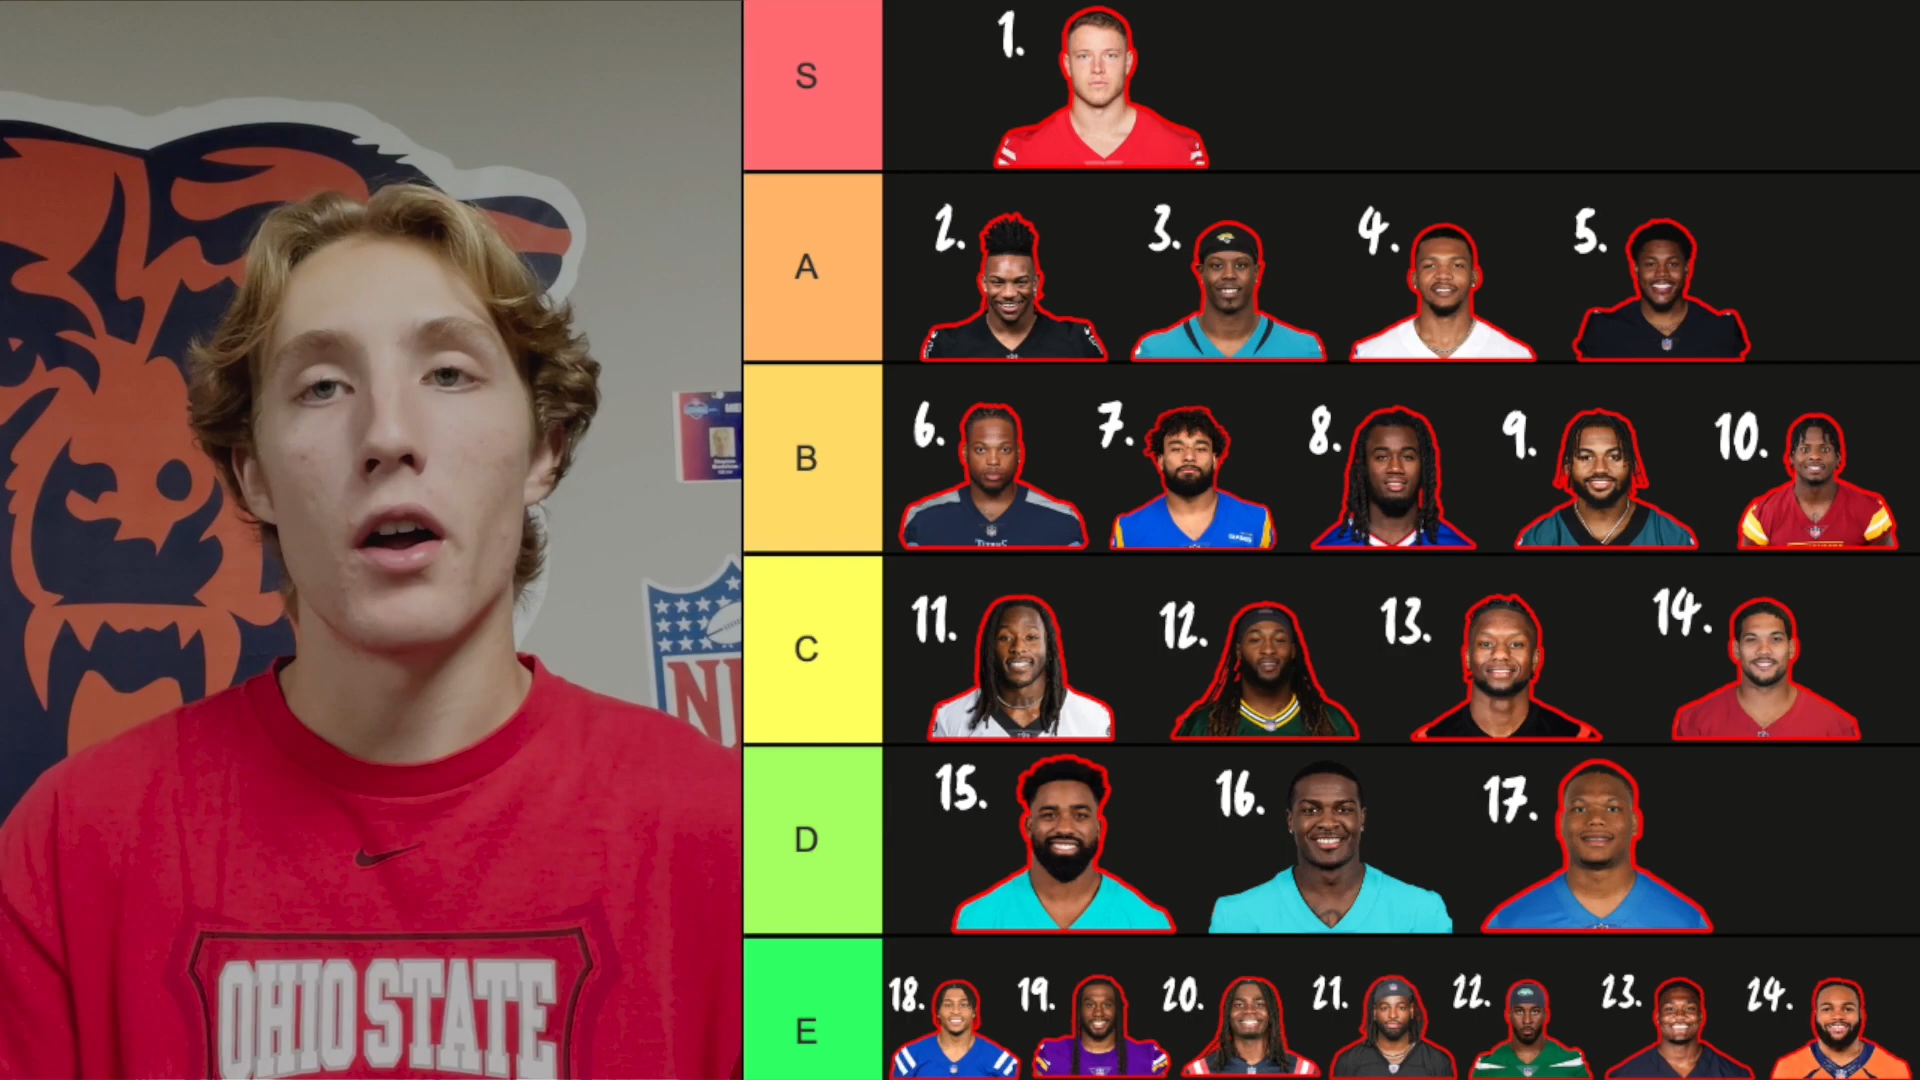 S
1.
A
2. 3. 4. 5.
B
6. 7. 8. 9. 10.
TITANS
C
11. 12. 13. 14.
D
15. 16. 17.
E
18. 19. 20. 21. 22. 23. 24.
NFL
OHIO STATE